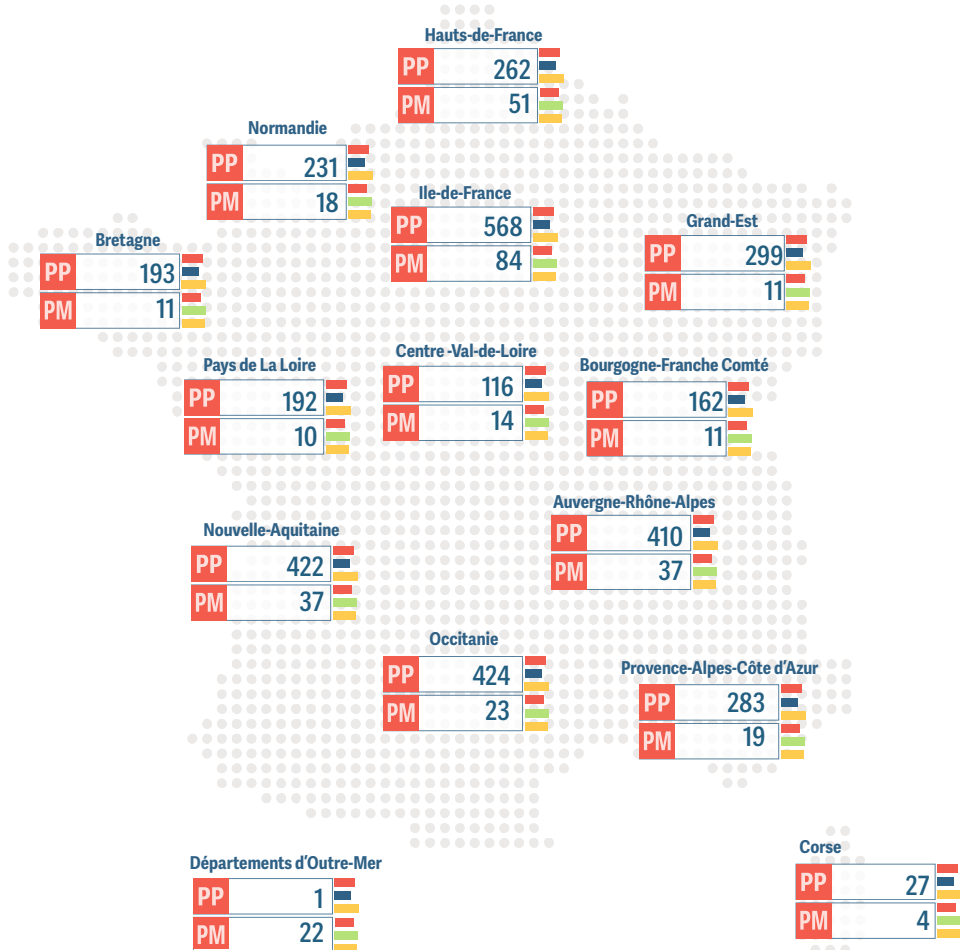 Hauts-de-France
PP 262
PM 51
Normandie
PP 231
PM 18
Ile-de-France
PP 568
PM 84
Grand-Est
PP 299
PM 11
Bretagne
PP 193
PM 11
Pays de La Loire
PP 192
PM 10
Centre -Val-de-Loire
PP 116
PM 14
Bourgogne-Franche Comté
PP 162
PM 11
Auvergne-Rhône-Alpes
PP 410
PM 37
Nouvelle-Aquitaine
PP 422
PM 37
Occitanie
PP 424
PM 23
Provence-Alpes-Côte d'Azur
PP 283
PM 19
Départements d'Outre-Mer
PP 1
PM 22
Corse
PP 27
PM 4